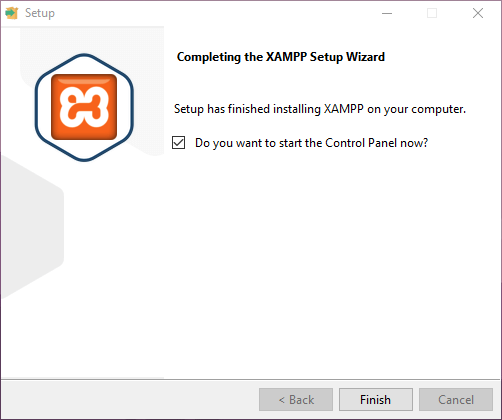 Setup
Completing the XAMPP Setup Wizard
Setup has finished installing XAMPP on your computer.
Do you want to start the Control Panel now?
< Back
Finish
Cancel